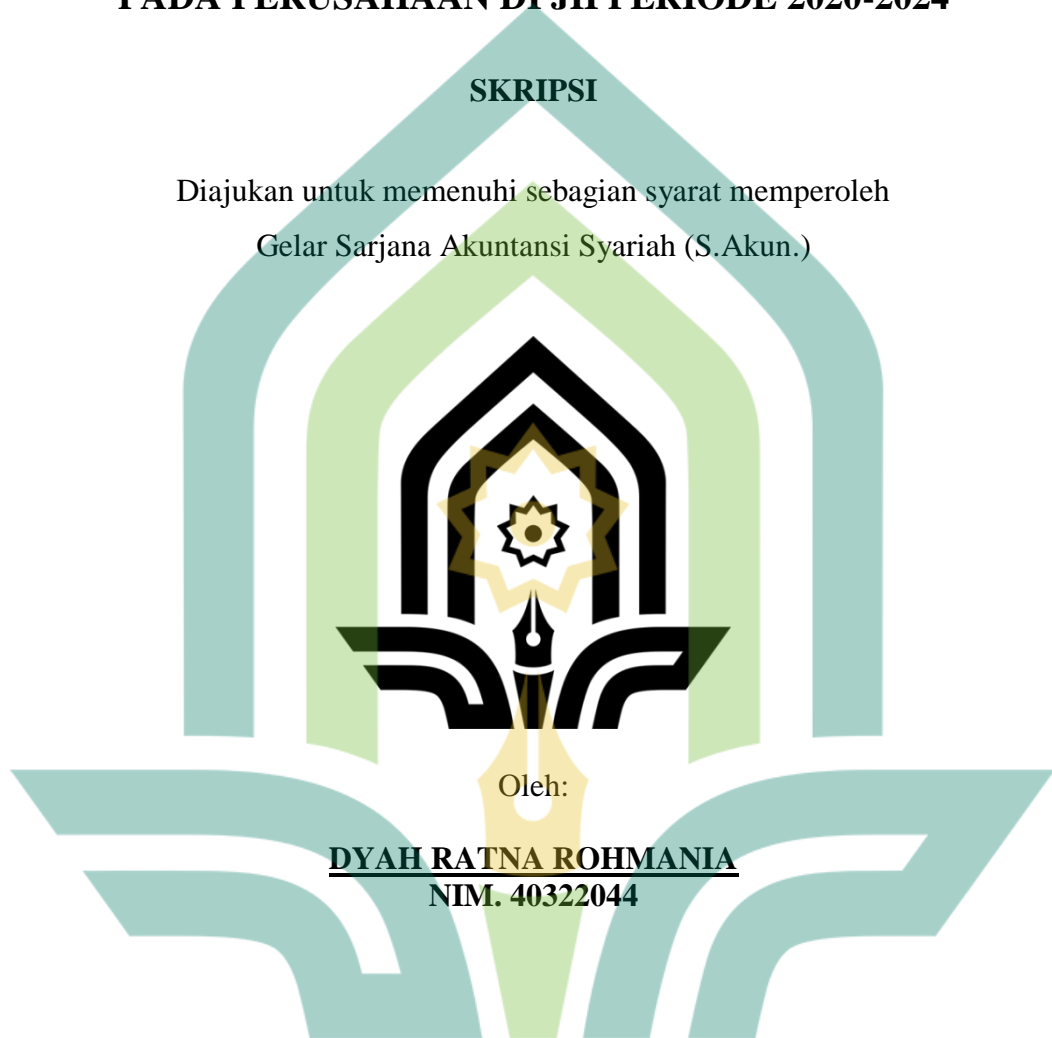 PADA PERUSAHAAN DI JII PERIODE 2020-2024
SKRIPSI
Diajukan untuk memenuhi sebagian syarat memperoleh
Gelar Sarjana Akuntansi Syariah (S.Akun.)
Oleh:
DYAH RATNA ROHMANIA
NIM. 40322044